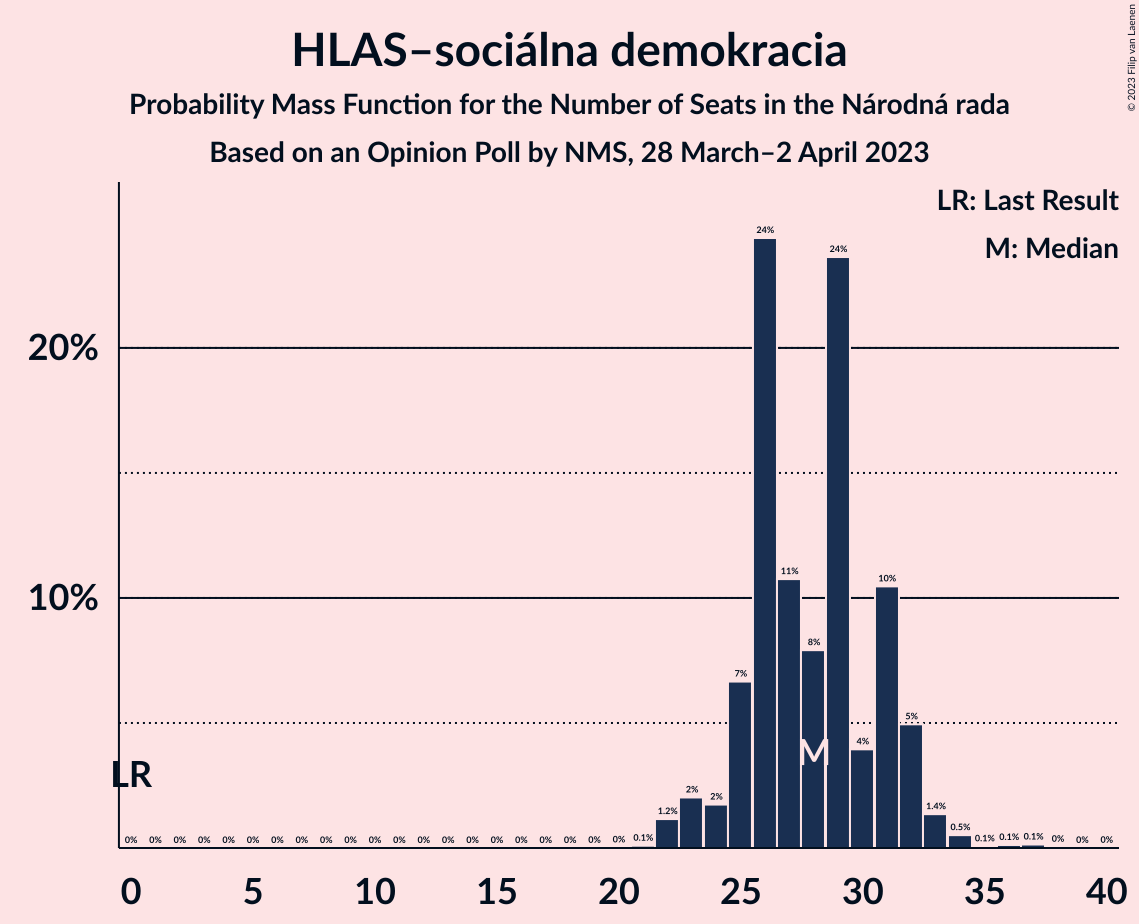 HLAS–sociálna demokracia
Probability Mass Function for the Number of Seats in the Národná rada
Based on an Opinion Poll by NMS, 28 March–2 April 2023
© 2023 Filip van Laenen
LR: Last Result
M: Median
20%
10%
LR
M
0% 0% 0% 0% 0% 0% 0% 0% 0% 0% 0% 0% 0% 0% 0% 0% 0% 0% 0% 0% 0% 0.1% 1.2% 2% 2% 7% 24% 11% 8% 24% 4% 10% 5% 1.4% 0.5% 0.1% 0.1% 0.1% 0% 0% 0%
0 5 10 15 20 25 30 35 40